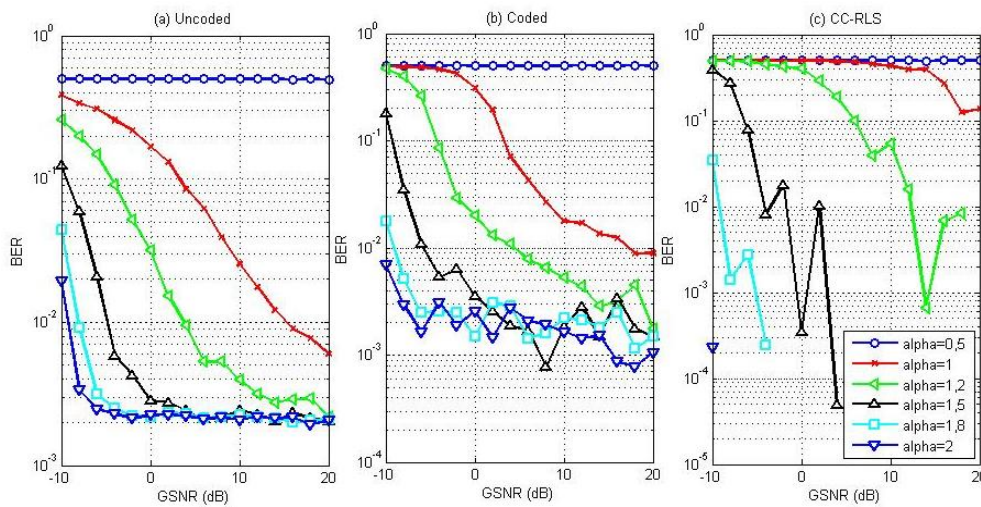 (a) Uncoded
10^0
10^-1
10^-2
10^-3
BER
-10
0
10
20
GSNR (dB)
(b) Coded
10^0
10^-1
10^-2
10^-3
10^-4
BER
-10
0
10
20
GSNR (dB)
(c) CC-RLS
10^0
10^-1
10^-2
10^-3
10^-4
10^-5
BER
-10
0
10
20
GSNR (dB)
alpha=0,5
alpha=1
alpha=1,2
alpha=1,5
alpha=1,8
alpha=2